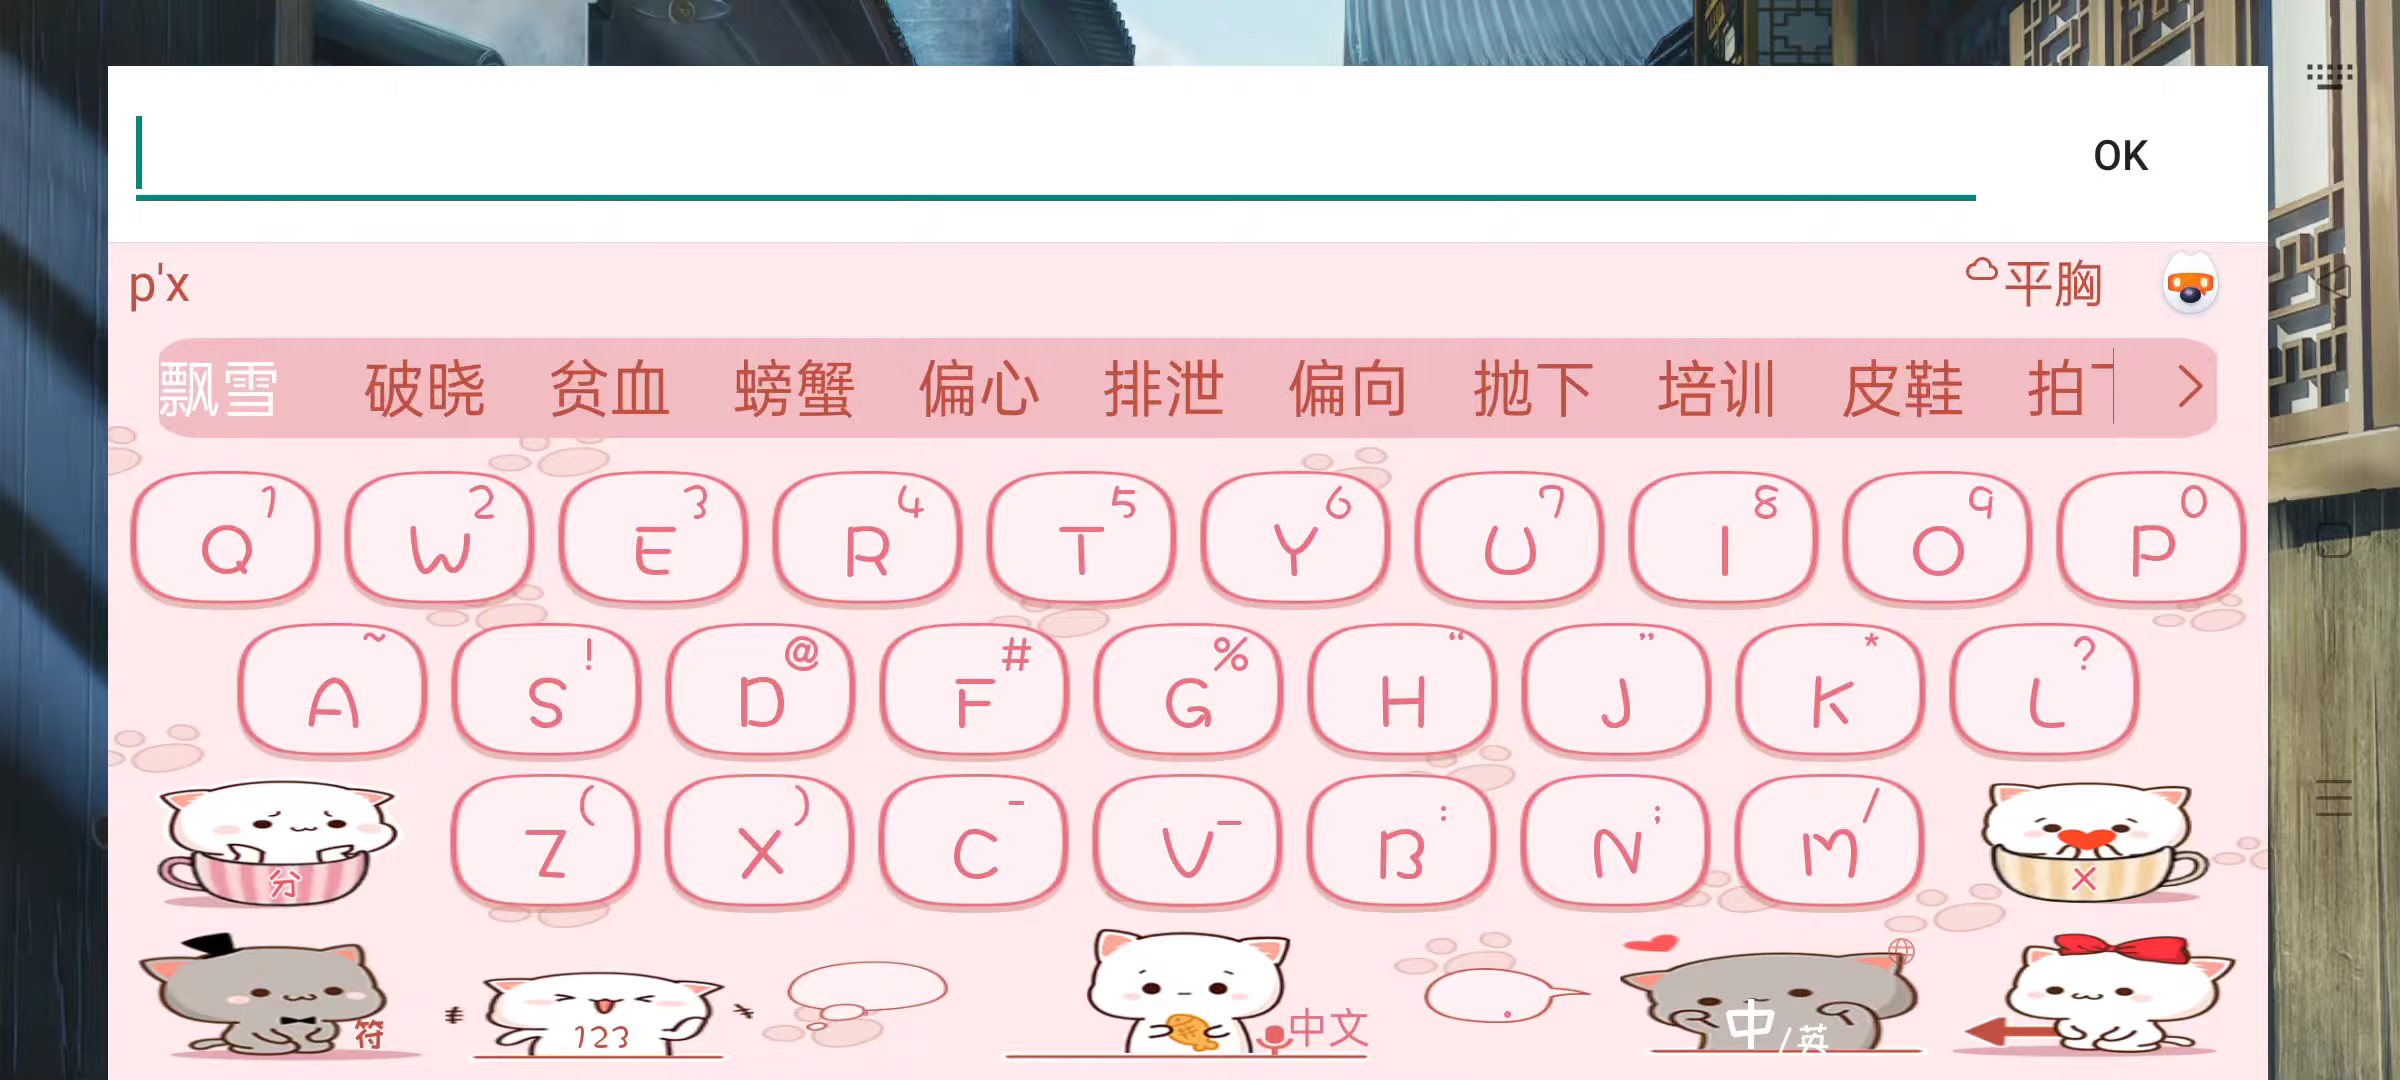 OK
p'x 平胸
飘雪 破晓 贫血 螃蟹 偏心 排泄 偏向 抛下 培训 皮鞋 拍
1 2 3 4 5 6 7 8 9 0
Q W E R T Y U I O P
~ ! @ # % “ ” * ?
A S D F G H J K L
( ) - — : ; /
分 Z X C V B N M ×
符 123 中文 中/英